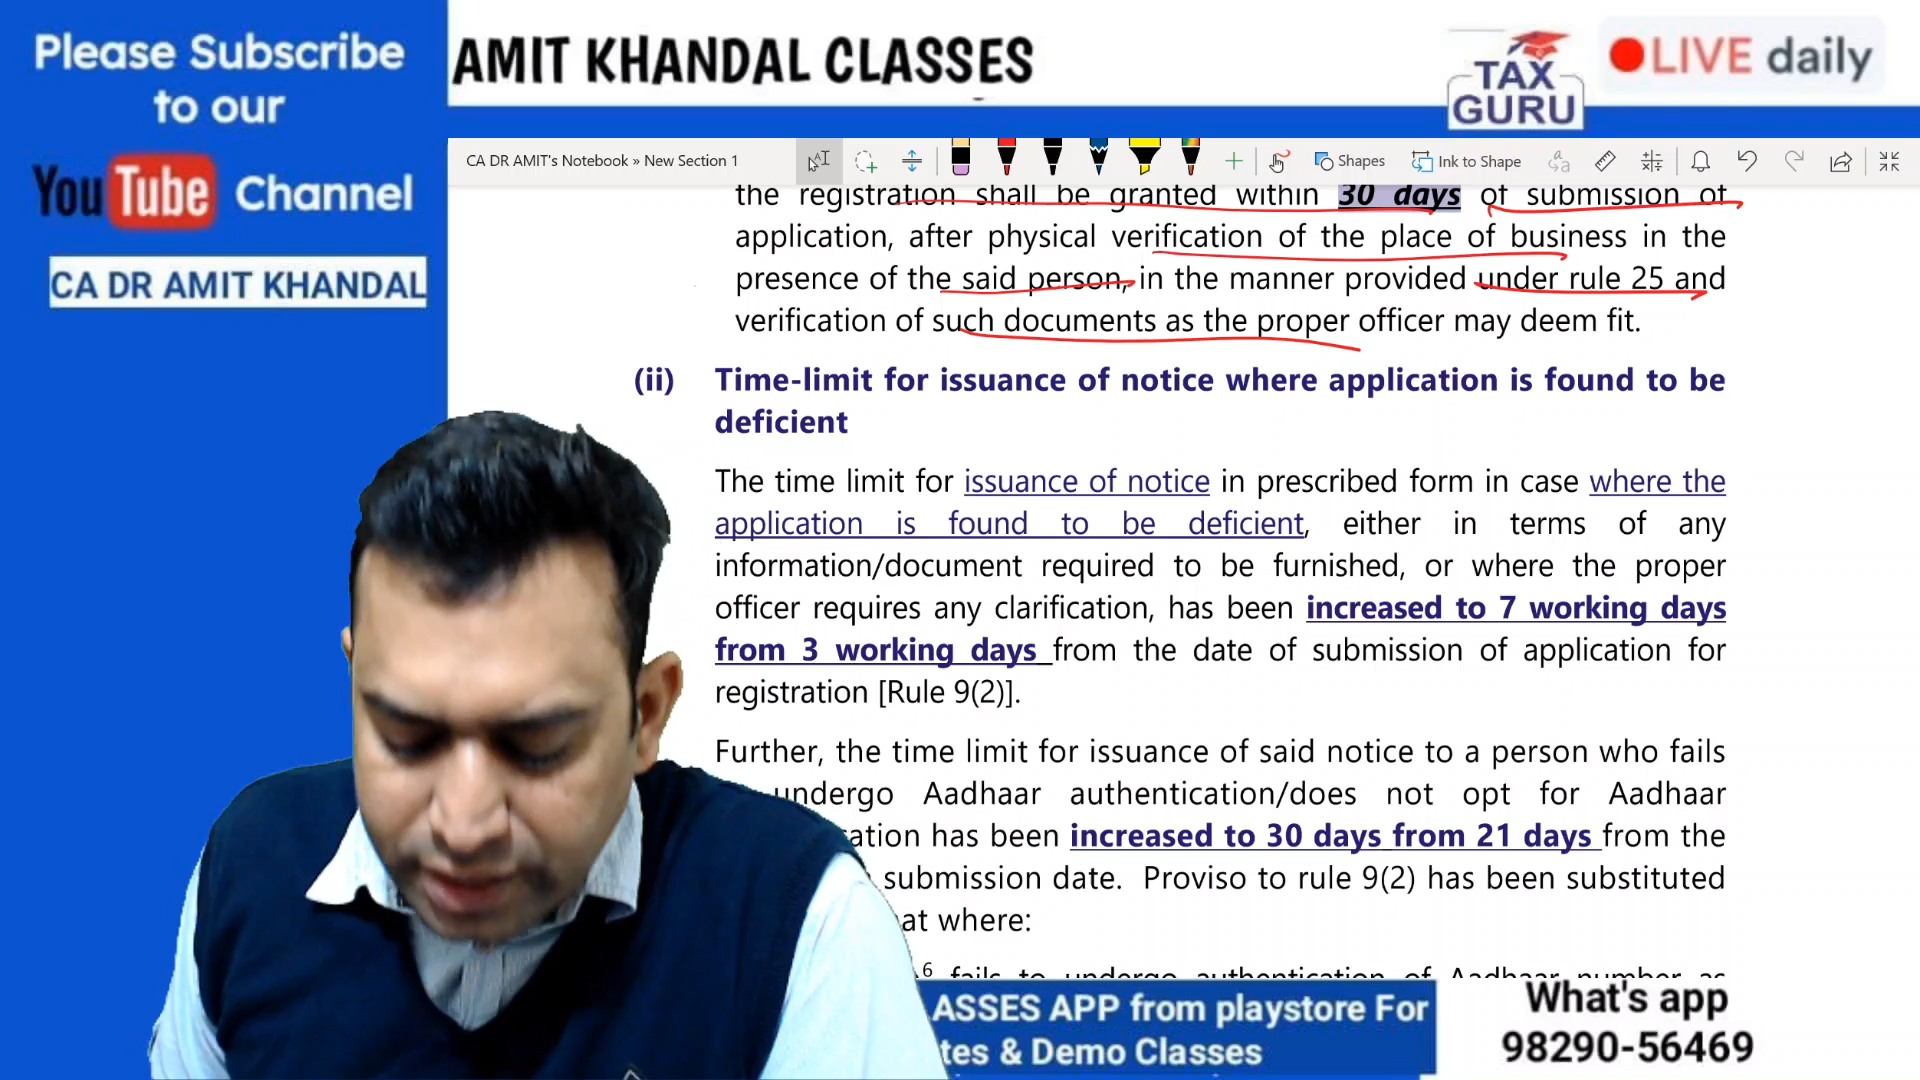 Please Subscribe
to our
YouTube Channel
CA DR AMIT KHANDAL
AMIT KHANDAL CLASSES
TAX
GURU
LIVE daily
CA DR AMIT's Notebook » New Section 1
Shapes
Ink to Shape
the registration shall be granted within 30 days of submission of
application, after physical verification of the place of business in the
presence of the said person, in the manner provided under rule 25 and
verification of such documents as the proper officer may deem fit.
(ii) Time-limit for issuance of notice where application is found to be
deficient
The time limit for issuance of notice in prescribed form in case where the
application is found to be deficient, either in terms of any
information/document required to be furnished, or where the proper
officer requires any clarification, has been increased to 7 working days
from 3 working days from the date of submission of application for
registration [Rule 9(2)].
Further, the time limit for issuance of said notice to a person who fails
undergo Aadhaar authentication/does not opt for Aadhaar
has been increased to 30 days from 21 days from the
submission date. Proviso to rule 9(2) has been substituted
where:
6 fails to undergo authentication of Aadhaar number as
APP from playstore For
& Demo Classes
What's app
98290-56469